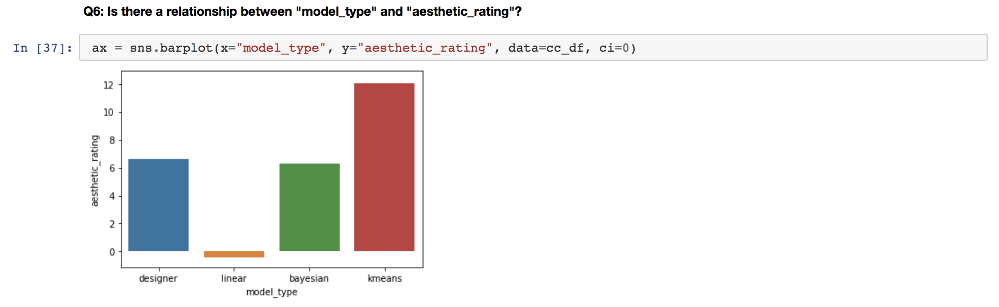 Q6: Is there a relationship between "model_type" and "aesthetic_rating"?
In [37]: ax = sns.barplot(x="model_type", y="aesthetic_rating", data=cc_df, ci=0)
12
10
8
6
4
2
0
aesthetic_rating
designer linear bayesian kmeans
model_type